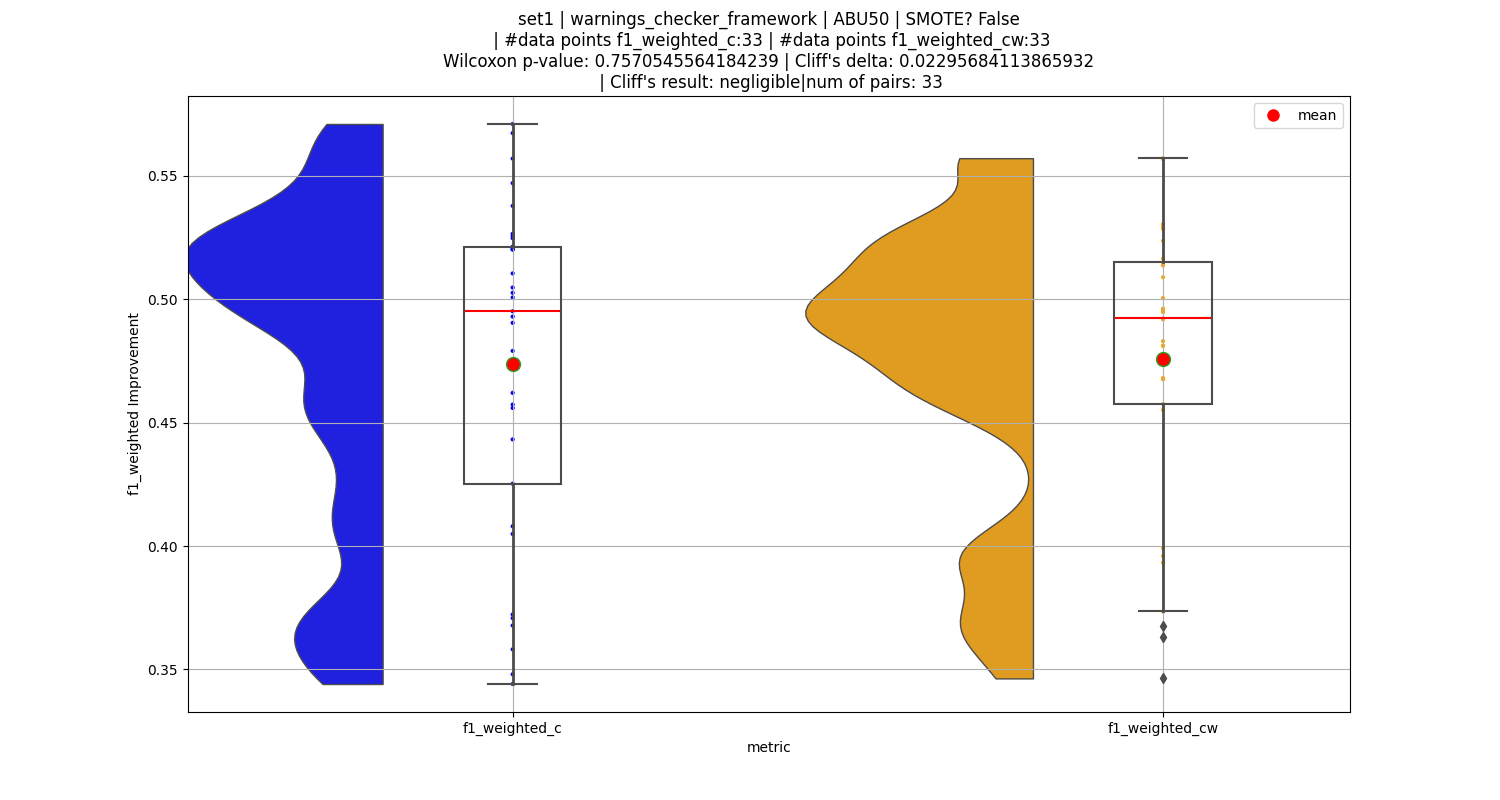 set1 | warnings_checker_framework | ABU50 | SMOTE? False
| #data points f1_weighted_c:33 | #data points f1_weighted_cw:33
Wilcoxon p-value: 0.7570545564184239 | Cliff's delta: 0.02295684113865932
| Cliff's result: negligible|num of pairs: 33
mean
f1_weighted Improvement
0.55
0.50
0.45
0.40
0.35
f1_weighted_c
f1_weighted_cw
metric